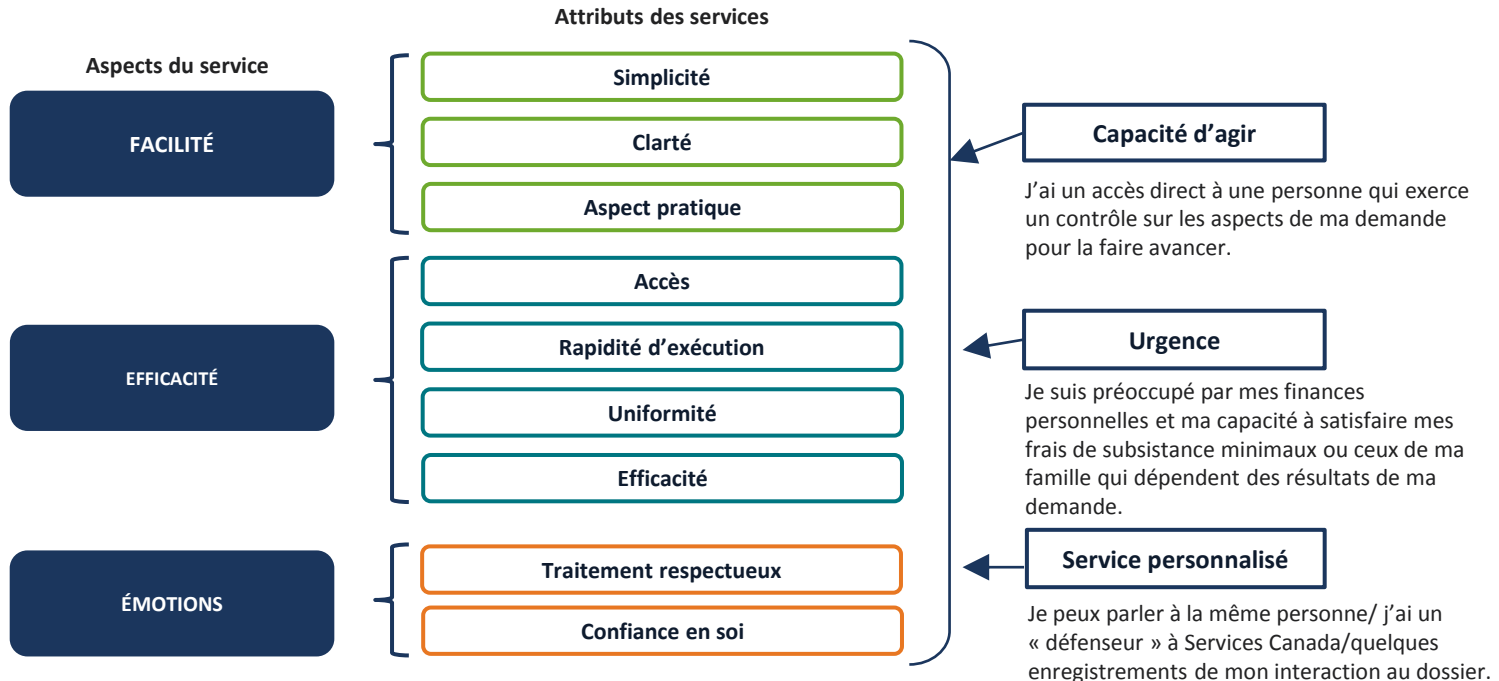 Attributs des services
Aspects du service
FACILITÉ
Simplicité
Clarté
Aspect pratique
EFFICACITÉ
Accès
Rapidité d’exécution
Uniformité
Efficacité
ÉMOTIONS
Traitement respectueux
Confiance en soi
Capacité d’agir
J’ai un accès direct à une personne qui exerce
un contrôle sur les aspects de ma demande
pour la faire avancer.
Urgence
Je suis préoccupé par mes finances
personnelles et ma capacité à satisfaire mes
frais de subsistance minimaux ou ceux de ma
famille qui dépendent des résultats de ma
demande.
Service personnalisé
Je peux parler à la même personne/ j’ai un
« défenseur » à Services Canada/quelques
enregistrements de mon interaction au dossier.